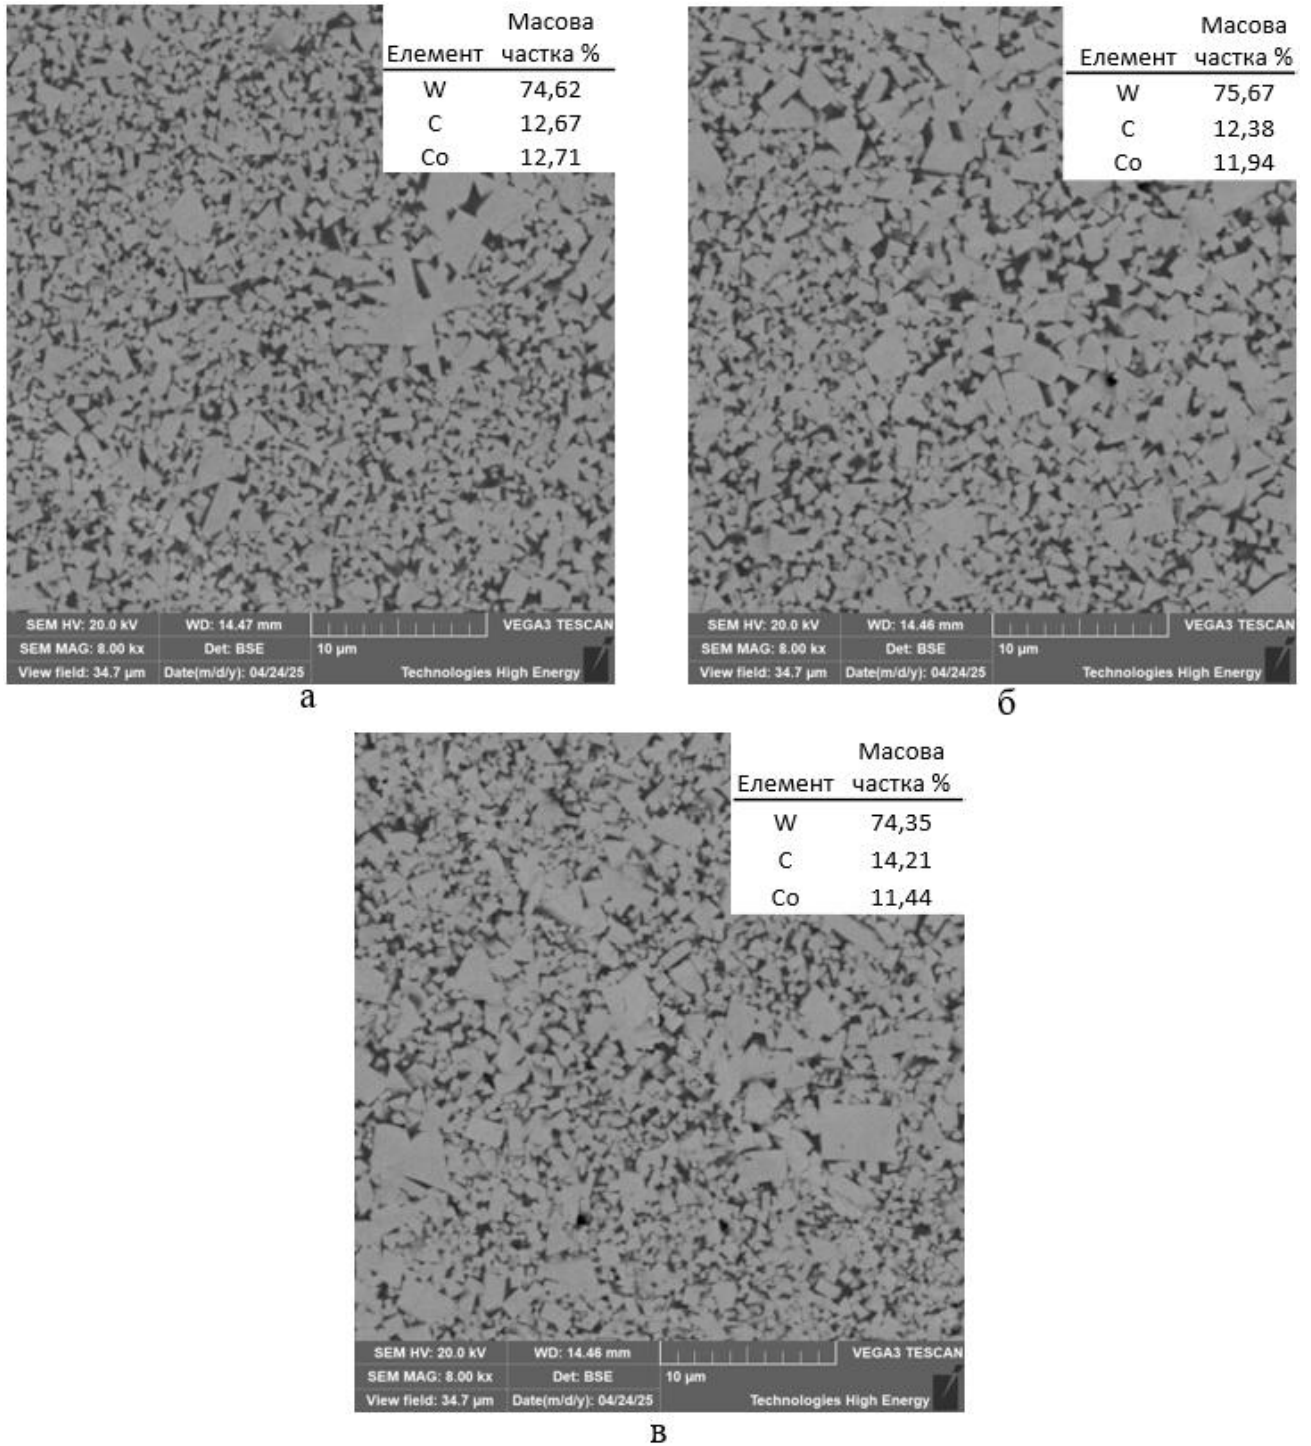 Масова
Елемент частка %
W 74,62
C 12,67
Co 12,71
SEM HV: 20.0 kV WD: 14.47 mm VEGA3 TESCAN
SEM MAG: 8.00 kx Det: BSE 10 µm
View field: 34.7 µm Date(m/d/y): 04/24/25 Technologies High Energy
а
Масова
Елемент частка %
W 75,67
C 12,38
Co 11,94
SEM HV: 20.0 kV WD: 14.46 mm VEGA3 TESCAN
SEM MAG: 8.00 kx Det: BSE 10 µm
View field: 34.7 µm Date(m/d/y): 04/24/25 Technologies High Energy
б
Масова
Елемент частка %
W 74,35
C 14,21
Co 11,44
SEM HV: 20.0 kV WD: 14.46 mm VEGA3 TESCAN
SEM MAG: 8.00 kx Det: BSE 10 µm
View field: 34.7 µm Date(m/d/y): 04/24/25 Technologies High Energy
в